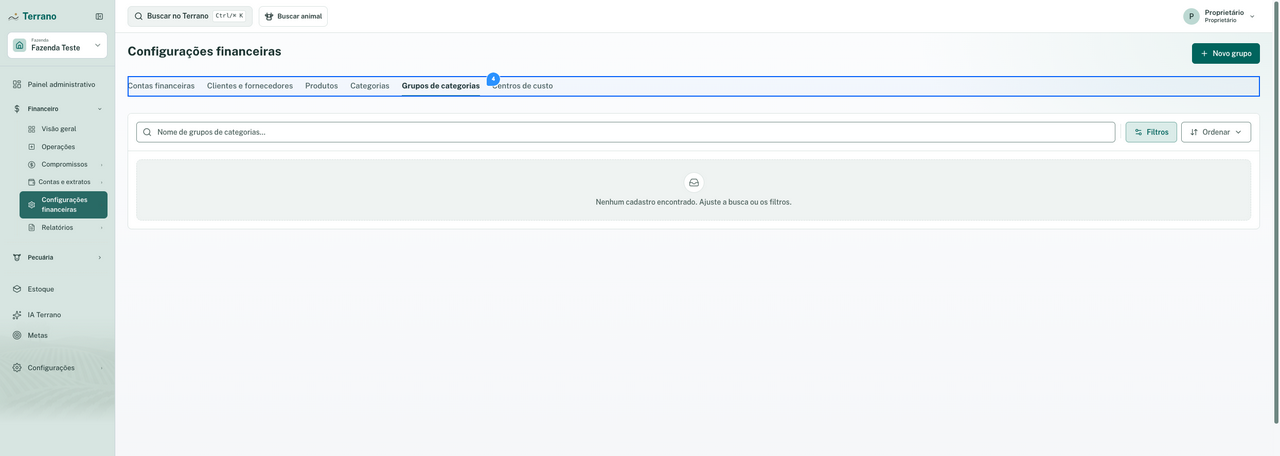 Terrano
Fazenda
Fazenda Teste
Painel administrativo
Financeiro
Visão geral
Operações
Compromissos
Contas e extratos
Configurações
financeiras
Relatórios
Pecuária
Estoque
IA Terrano
Metas
Configurações
Buscar no Terrano Ctrl/⌘ K
Buscar animal
P
Proprietário
Proprietário
Configurações financeiras
+ Novo grupo
Contas financeiras Clientes e fornecedores Produtos Categorias Grupos de categorias Centros de custo
4
Nome de grupos de categorias...
Filtros
Ordenar
Nenhum cadastro encontrado. Ajuste a busca ou os filtros.